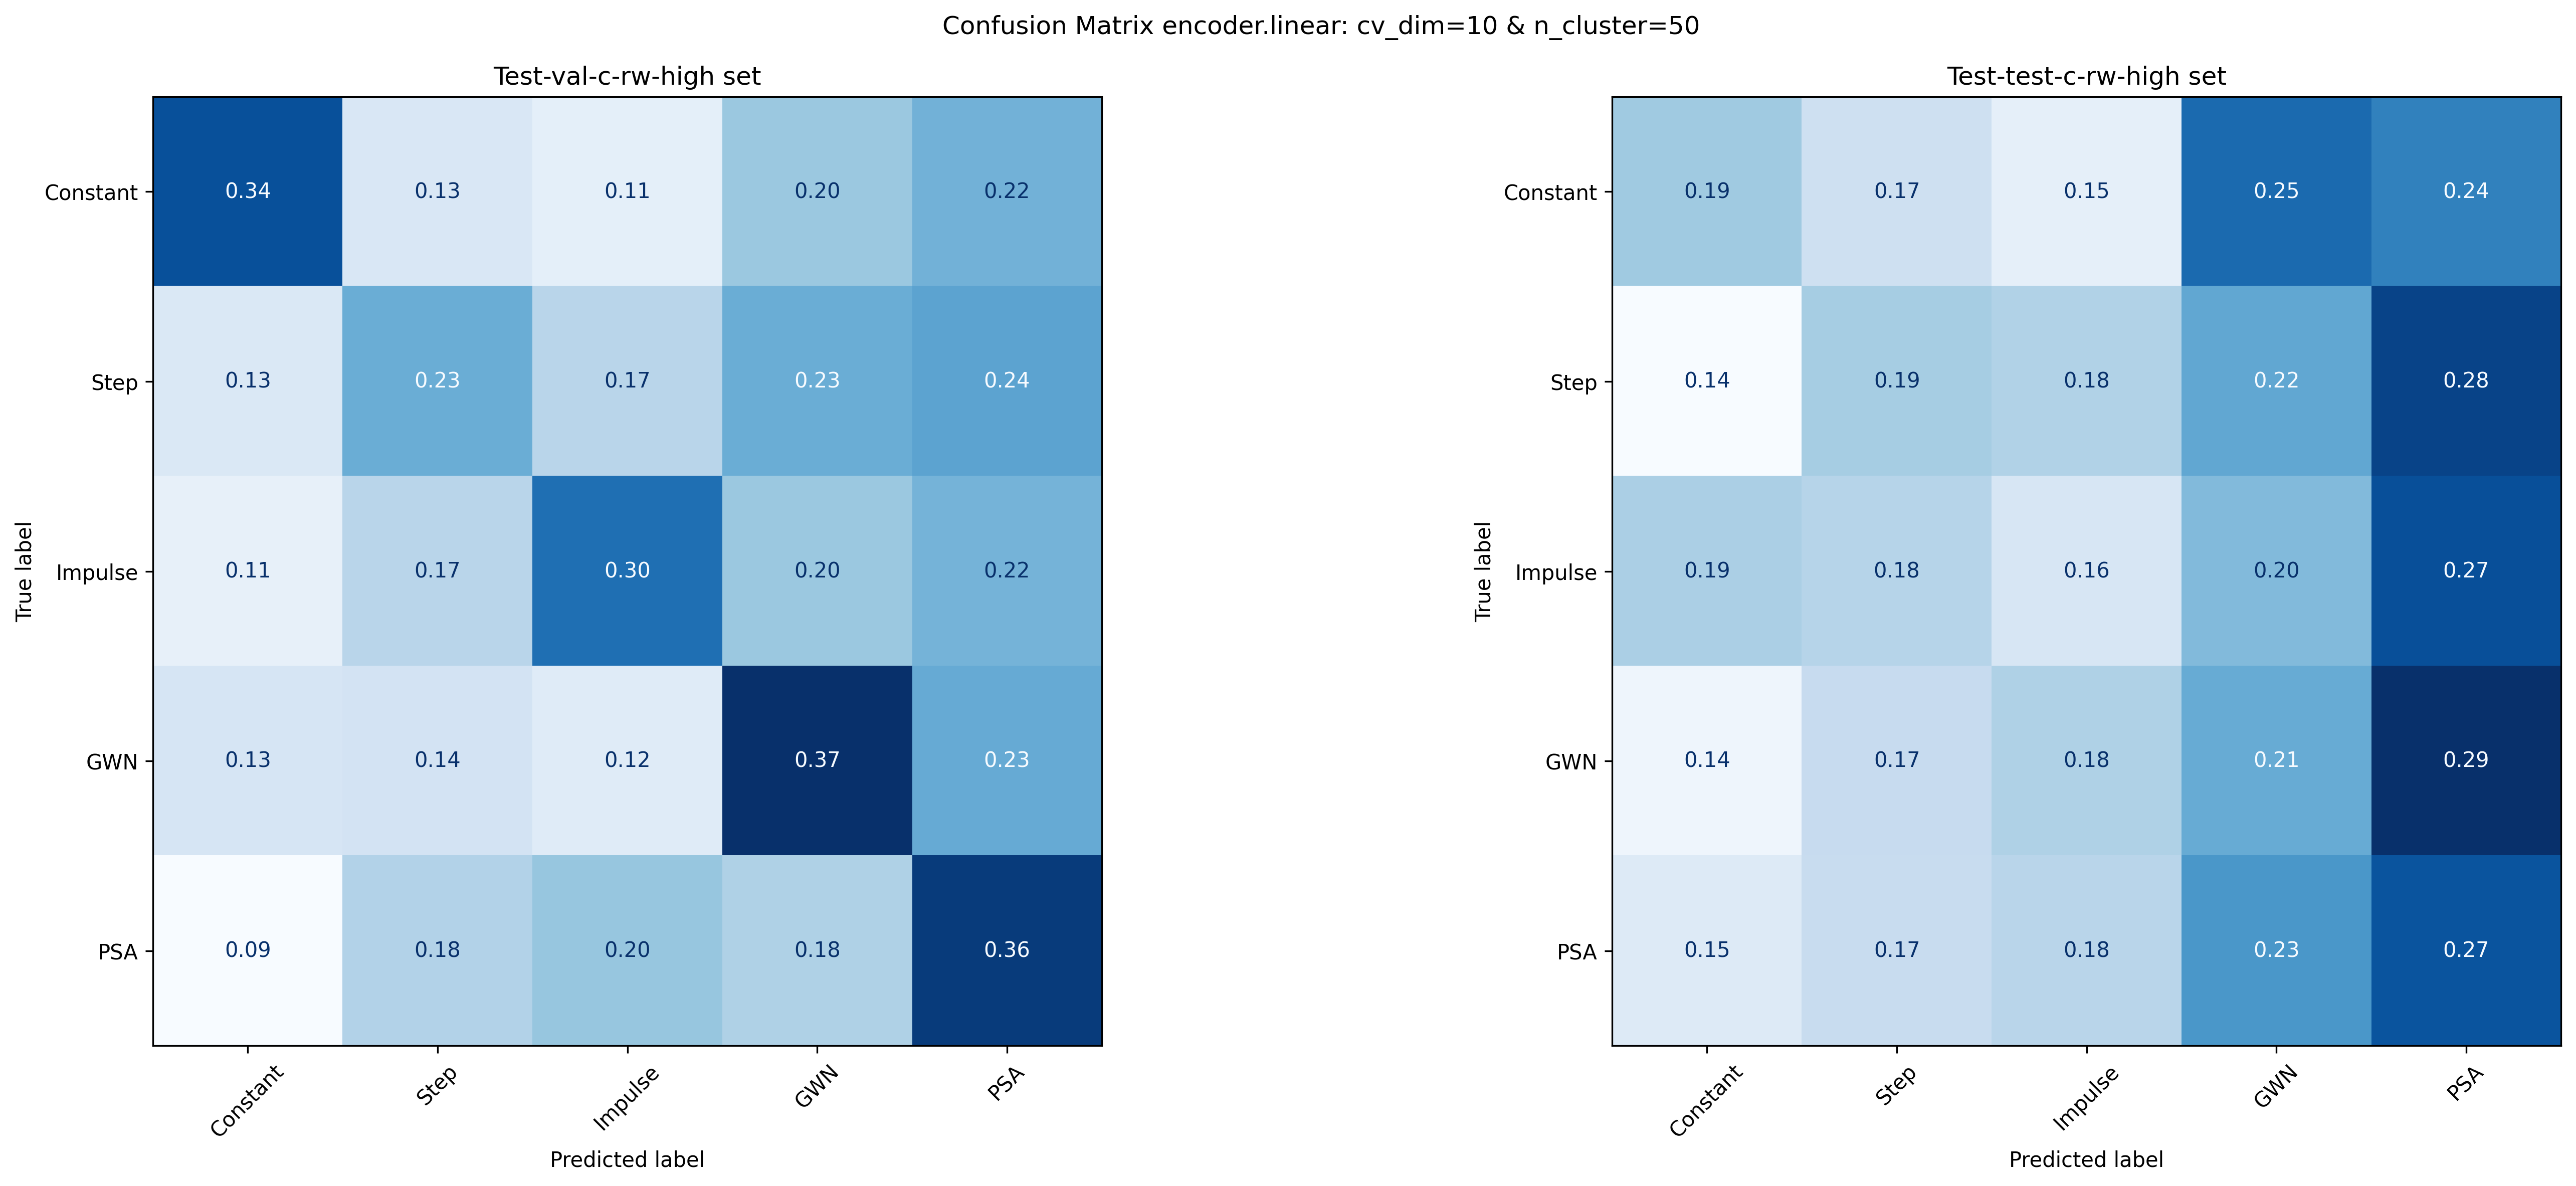 Confusion Matrix encoder.linear: cv_dim=10 & n_cluster=50
Test-val-c-rw-high set
True label
Constant 0.34 0.13 0.11 0.20 0.22
Step 0.13 0.23 0.17 0.23 0.24
Impulse 0.11 0.17 0.30 0.20 0.22
GWN 0.13 0.14 0.12 0.37 0.23
PSA 0.09 0.18 0.20 0.18 0.36
Constant Step Impulse GWN PSA
Predicted label
Test-test-c-rw-high set
True label
Constant 0.19 0.17 0.15 0.25 0.24
Step 0.14 0.19 0.18 0.22 0.28
Impulse 0.19 0.18 0.16 0.20 0.27
GWN 0.14 0.17 0.18 0.21 0.29
PSA 0.15 0.17 0.18 0.23 0.27
Constant Step Impulse GWN PSA
Predicted label